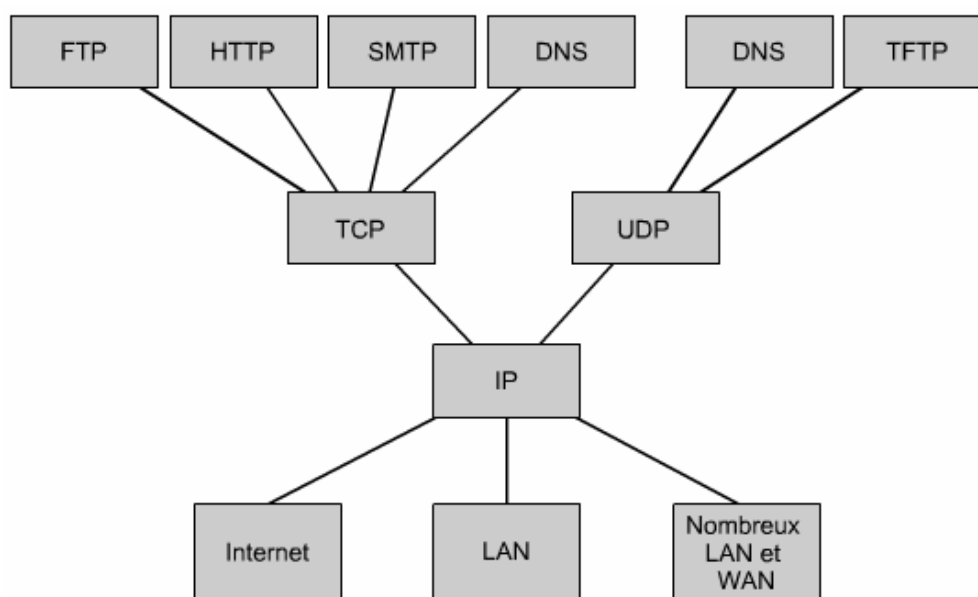 FTP
HTTP
SMTP
DNS
DNS
TFTP
TCP
UDP
IP
Internet
LAN
Nombreux
LAN et
WAN